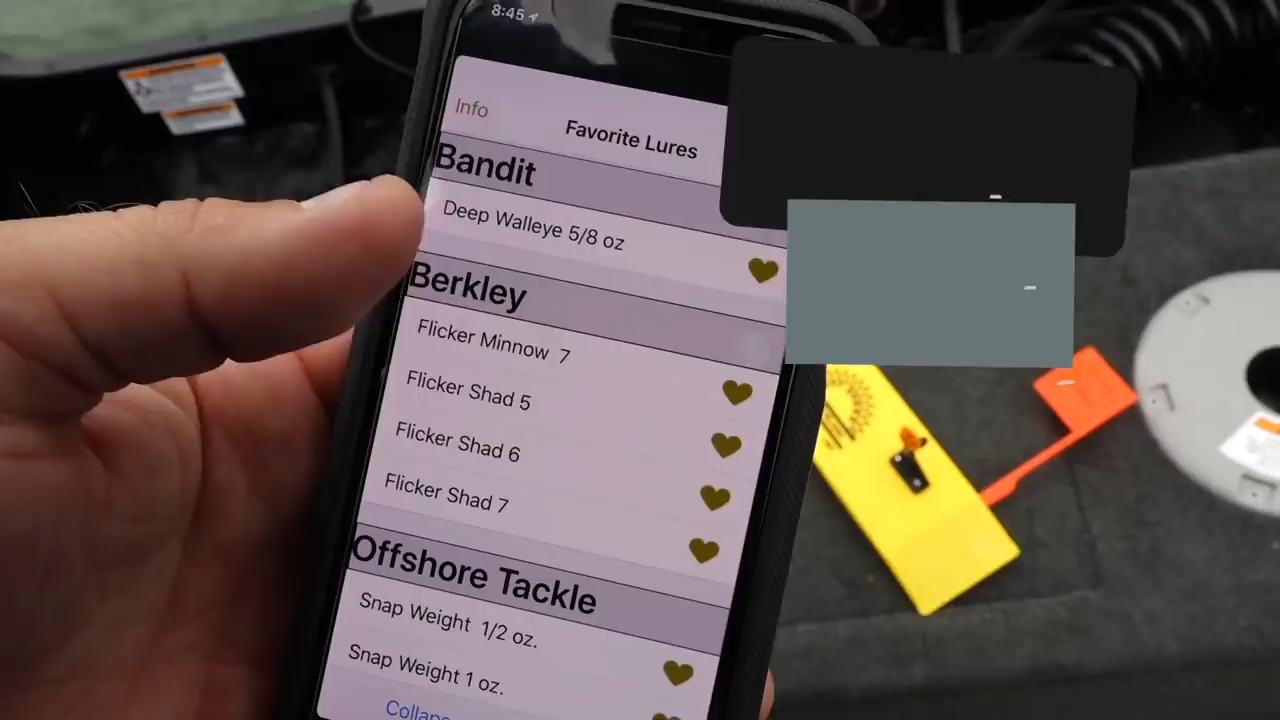 8:45
Info
Favorite Lures
Bandit
Deep Walleye 5/8 oz
Berkley
Flicker Minnow 7
Flicker Shad 5
Flicker Shad 6
Flicker Shad 7
Offshore Tackle
Snap Weight 1/2 oz.
Snap Weight 1 oz.